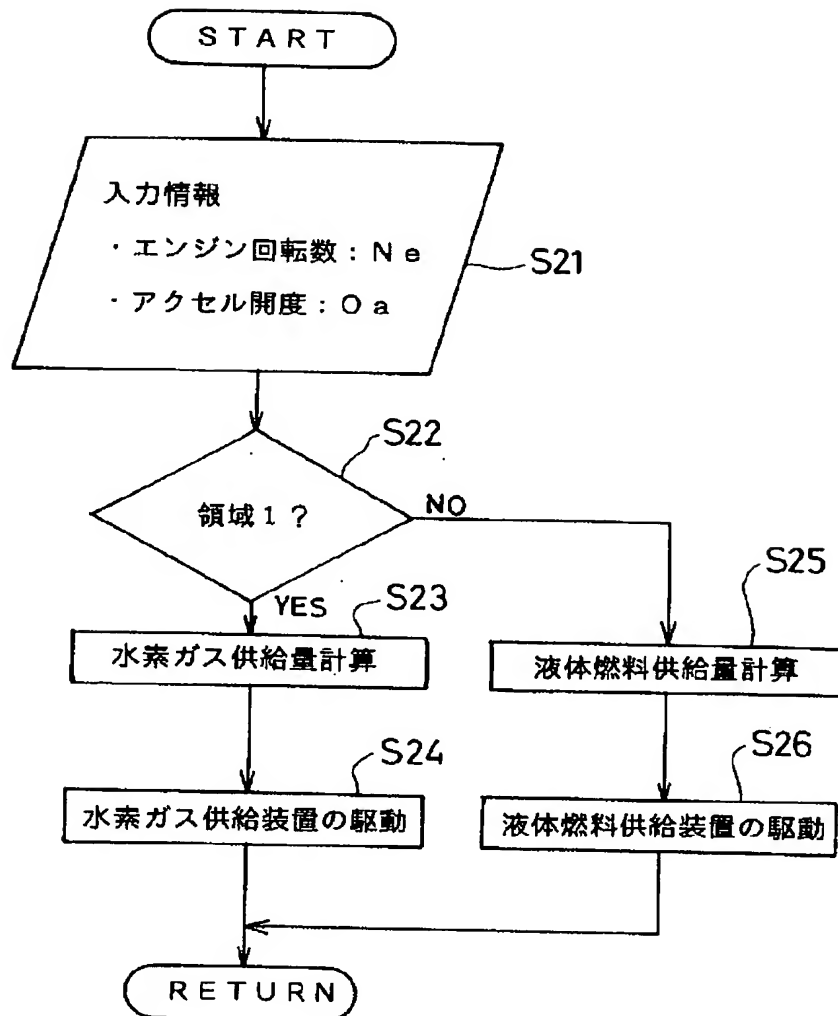 START
入力情報
・エンジン回転数：Ne
・アクセル開度：Oa
S21
S22
領域1？
NO
YES
S23
S25
水素ガス供給量計算
液体燃料供給量計算
S24
S26
水素ガス供給装置の駆動
液体燃料供給装置の駆動
RETURN